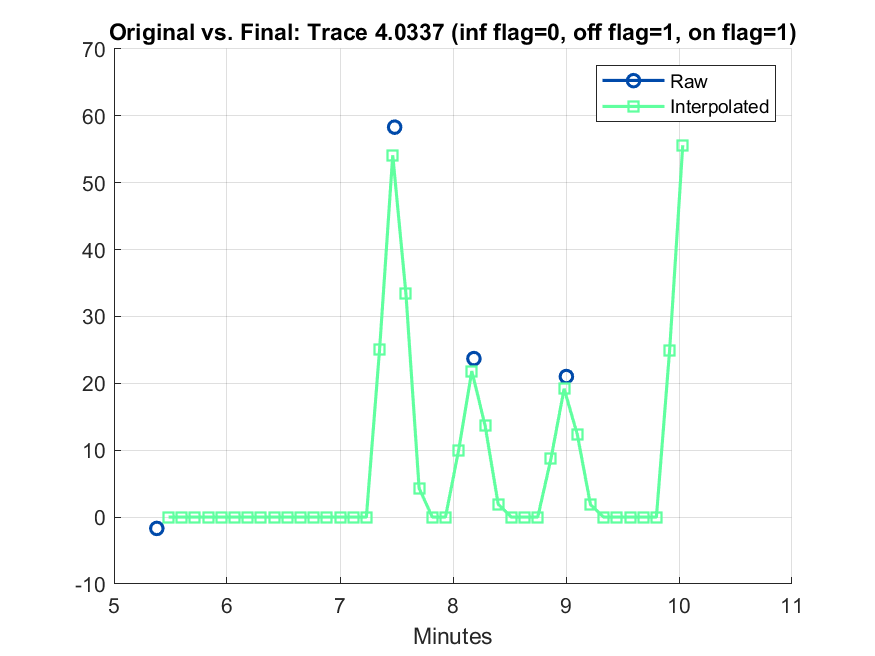 Original vs. Final: Trace 4.0337 (inf flag=0, off flag=1, on flag=1)
70
60
50
40
30
20
10
0
-10
Raw
Interpolated
5 6 7 8 9 10 11
Minutes